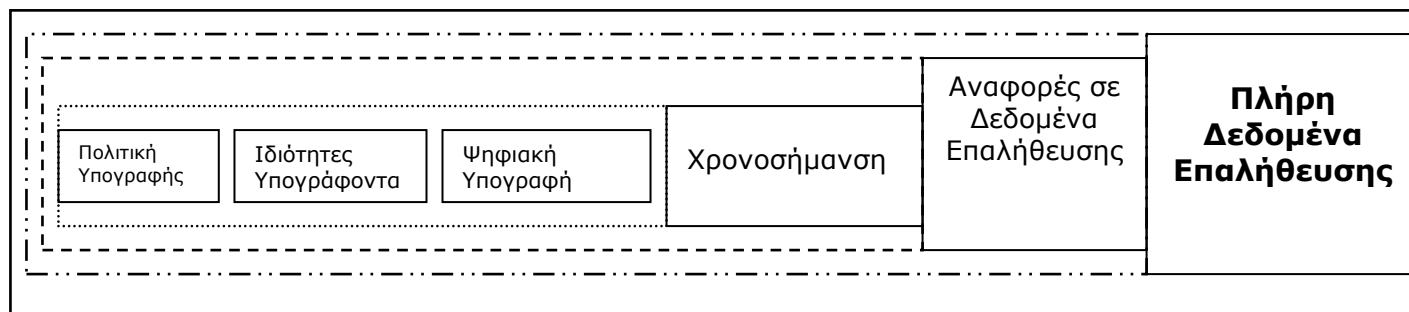 Πολιτική
Υπογραφής
Ιδιότητες
Υπογράφοντα
Ψηφιακή
Υπογραφή
Χρονοσήμανση
Αναφορές σε
Δεδομένα
Επαλήθευσης
Πλήρη
Δεδομένα
Επαλήθευσης